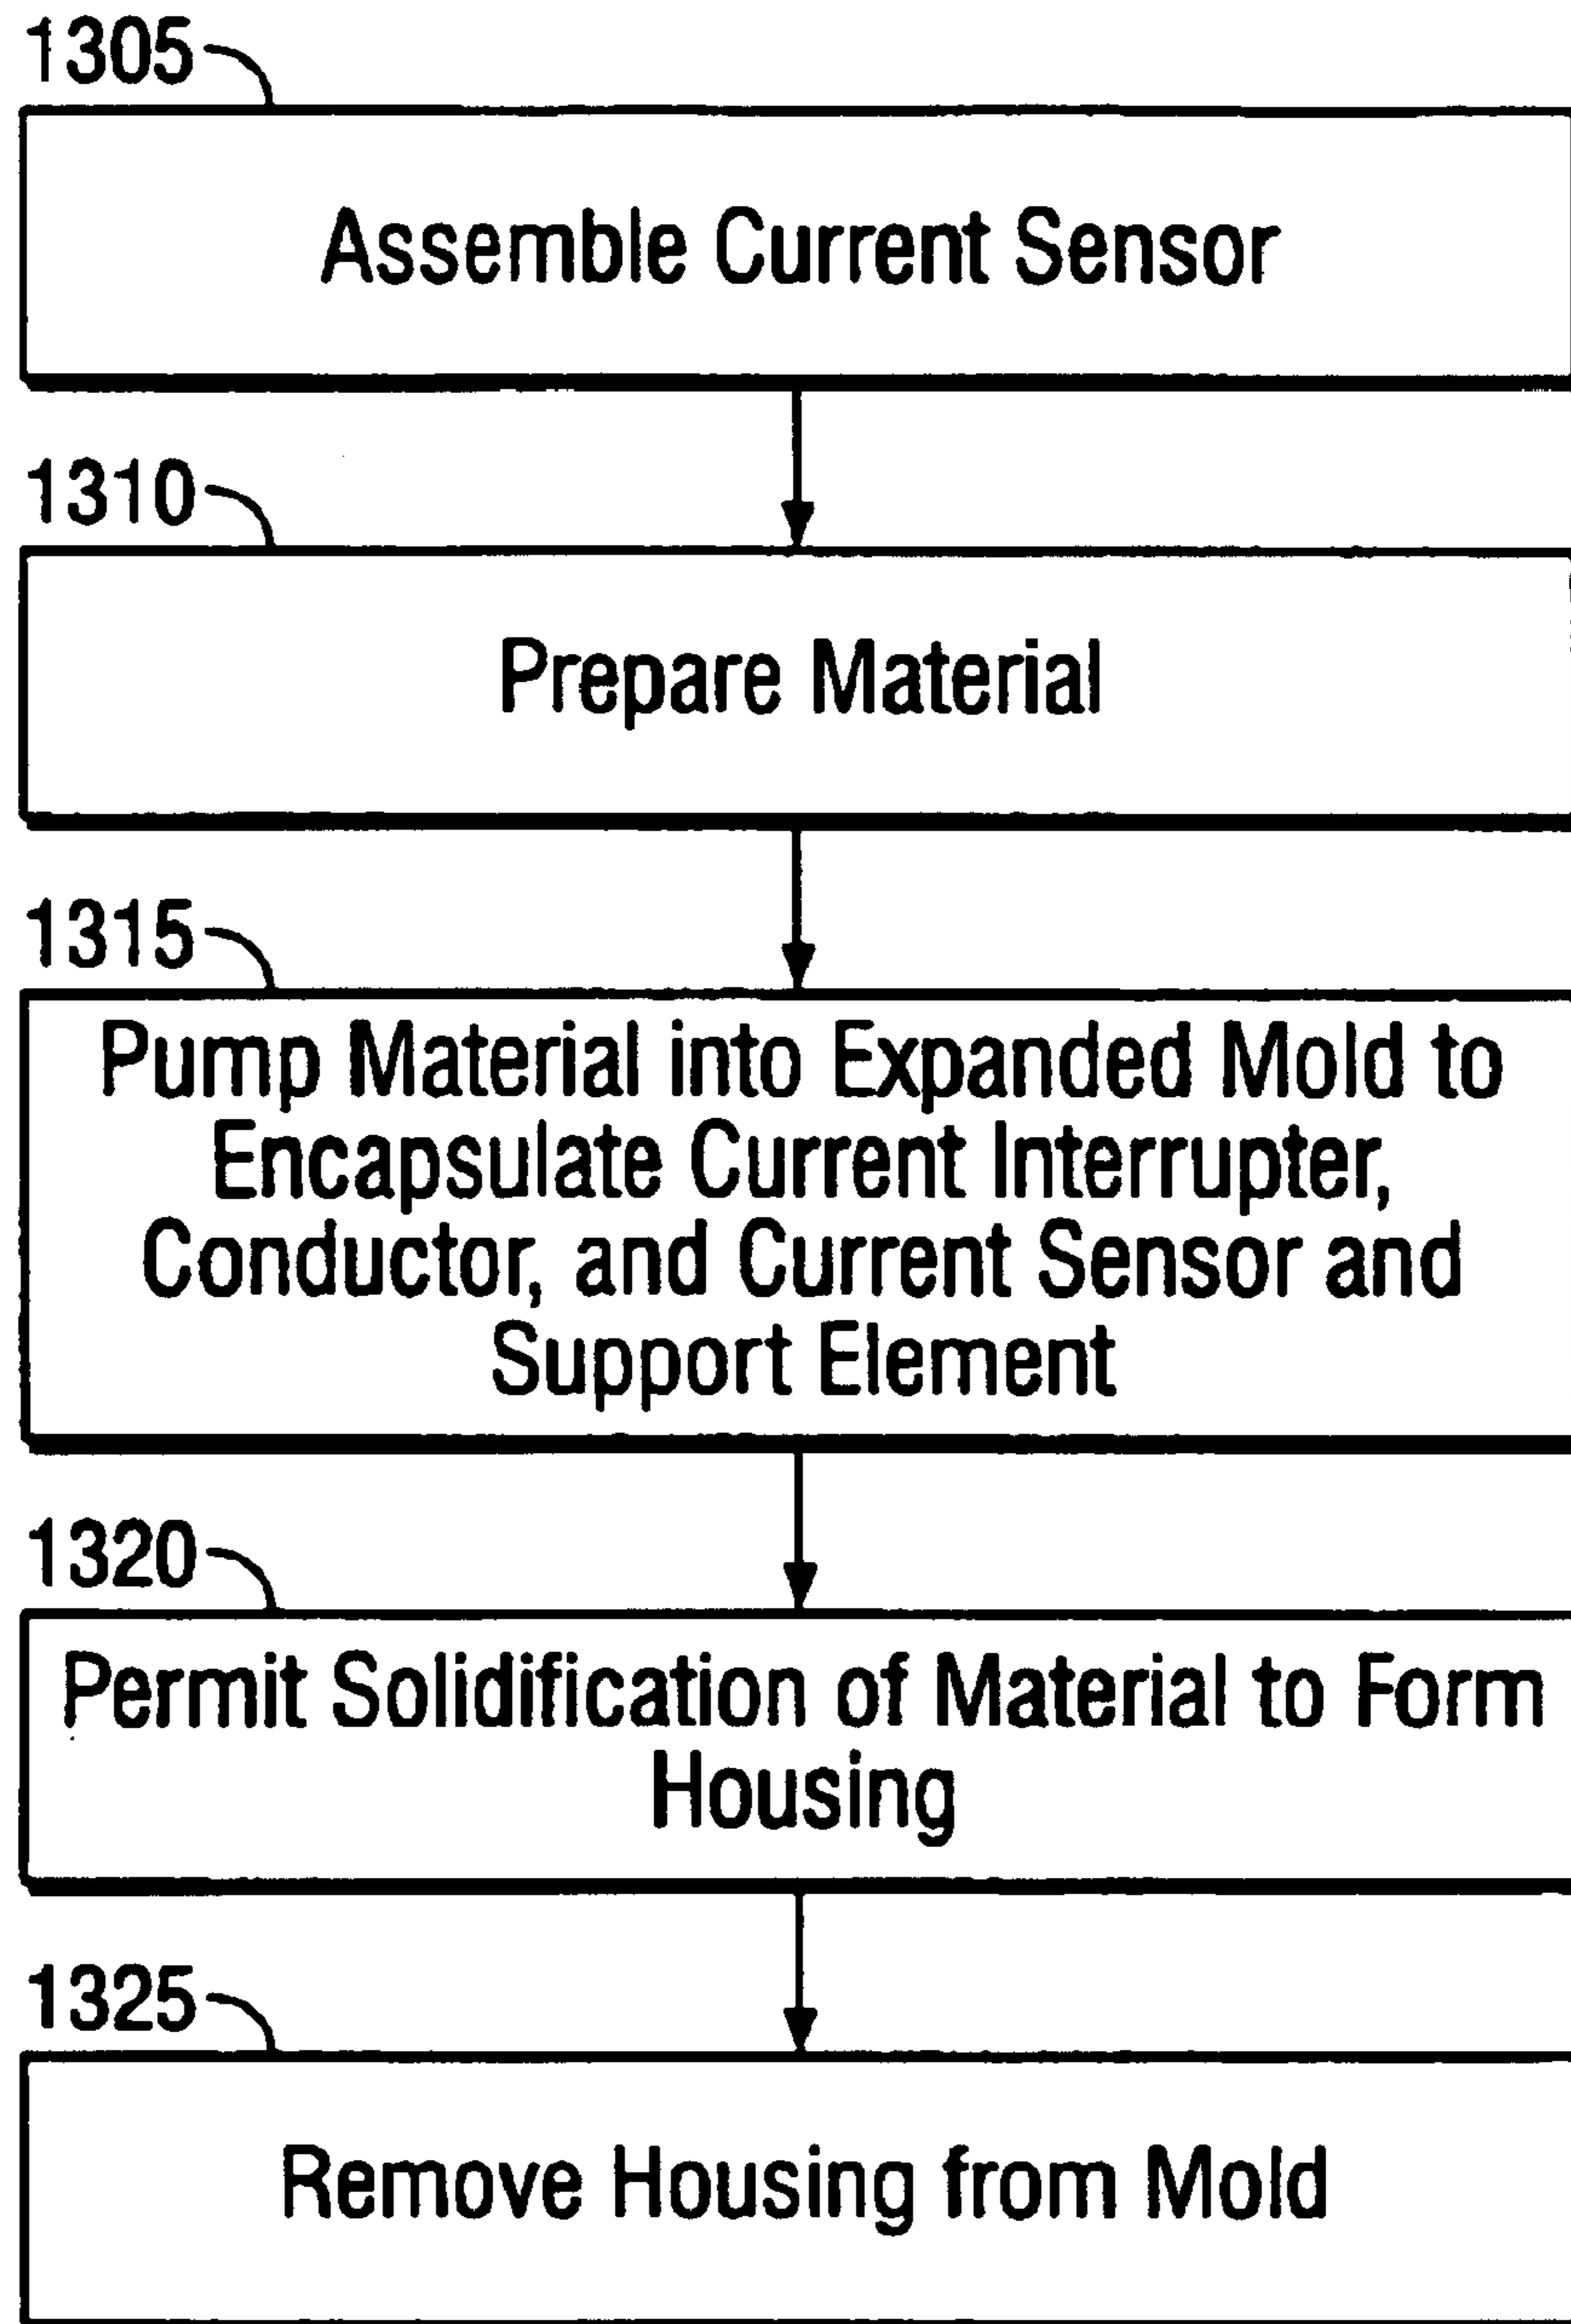 1305
Assemble Current Sensor
1310
Prepare Material
1315
Pump Material into Expanded Mold to
Encapsulate Current Interrupter,
Conductor, and Current Sensor and
Support Element
1320
Permit Solidification of Material to Form
Housing
1325
Remove Housing from Mold